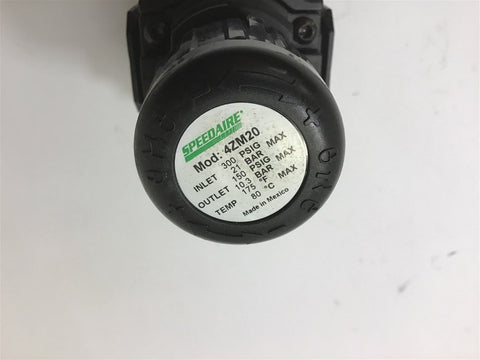 SPEEDAIRE
Mod: 4ZM20
INLET 300 PSIG MAX
21 BAR
OUTLET 150 PSIG MAX
10.3 BAR
TEMP 175 °F MAX
80 °C
Made in Mexico